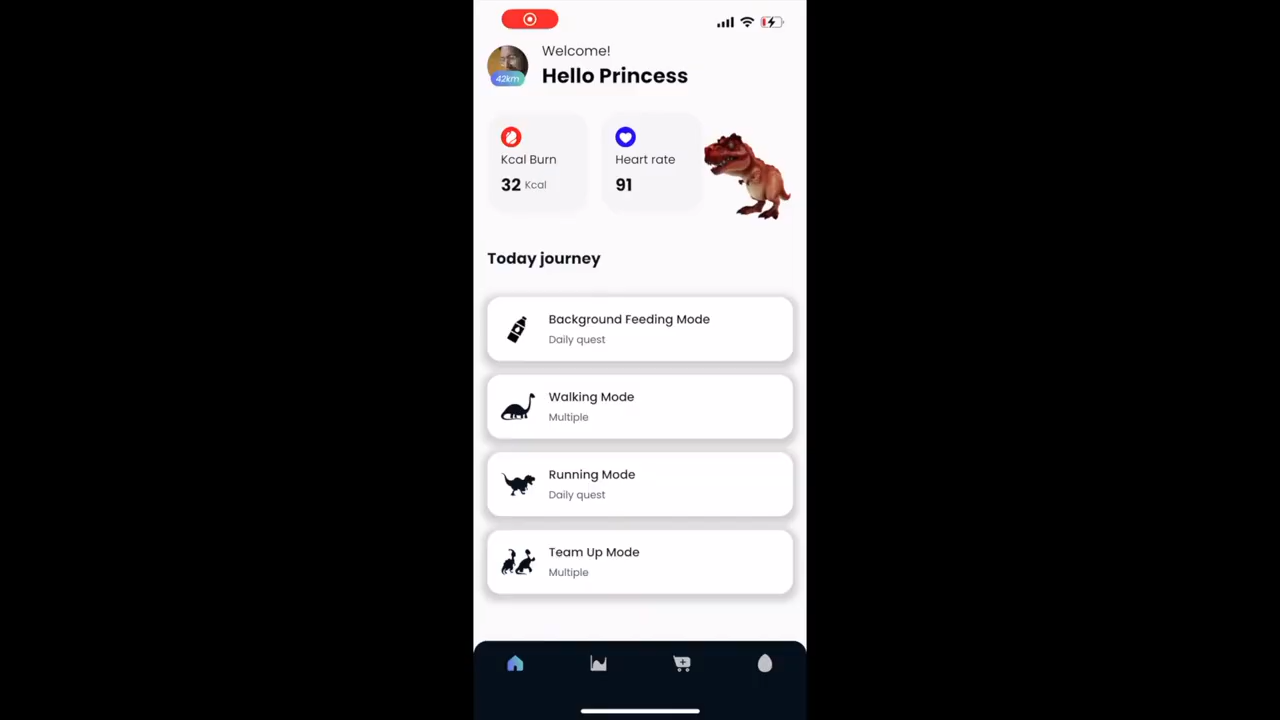 Welcome!
Hello Princess
42km
Kcal Burn
32 Kcal
Heart rate
91
Today journey
Background Feeding Mode
Daily quest
Walking Mode
Multiple
Running Mode
Daily quest
Team Up Mode
Multiple